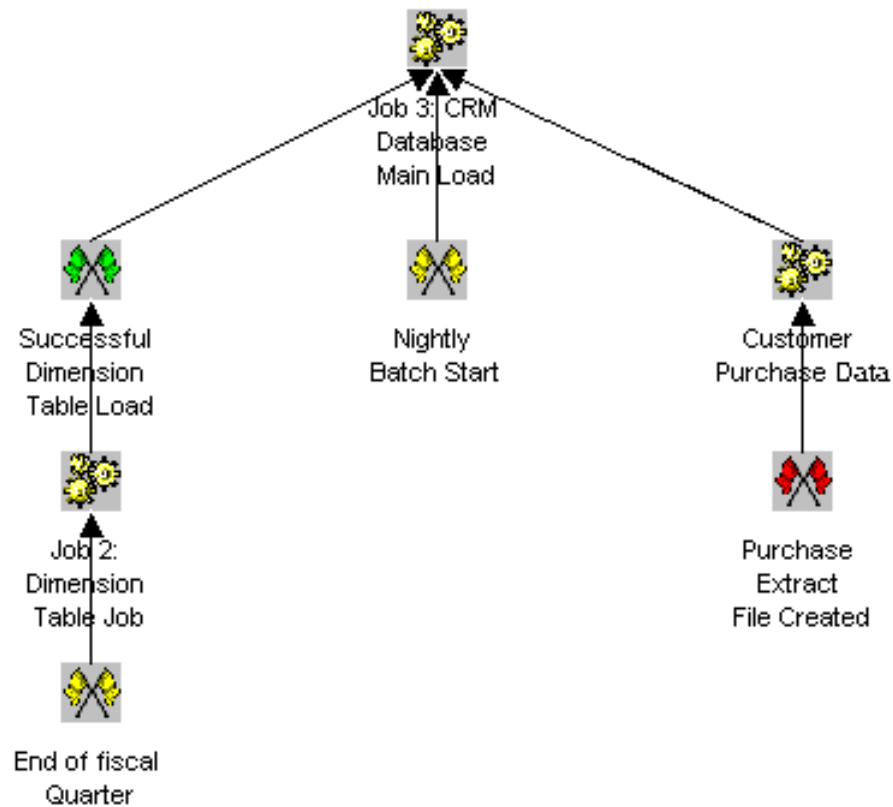 Job 3: CRM
Database
Main Load
Successful
Dimension
Table Load
Nightly
Batch Start
Customer
Purchase Data
Job 2:
Dimension
Table Job
Purchase
Extract
File Created
End of fiscal
Quarter